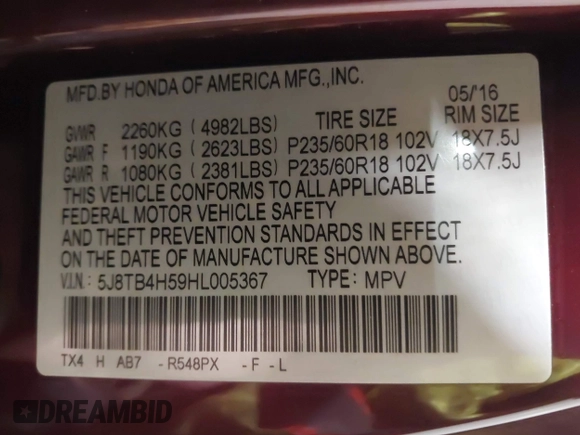 MFD.BY HONDA OF AMERICA MFG.,INC.
05/'16
GVWR 2260KG ( 4982LBS) TIRE SIZE RIM SIZE
GAWR F 1190KG ( 2623LBS) P235/60R18 102V 18X7.5J
GAWR R 1080KG ( 2381LBS) P235/60R18 102V 18X7.5J
THIS VEHICLE CONFORMS TO ALL APPLICABLE
FEDERAL MOTOR VEHICLE SAFETY
AND THEFT PREVENTION STANDARDS IN EFFECT
ON THE DATE OF MANUFACTURE SHOWN ABOVE.
V.I.N.: 5J8TB4H59HL005367 TYPE: MPV
TX4 H AB7 - R548PX - F - L
DREAMBID